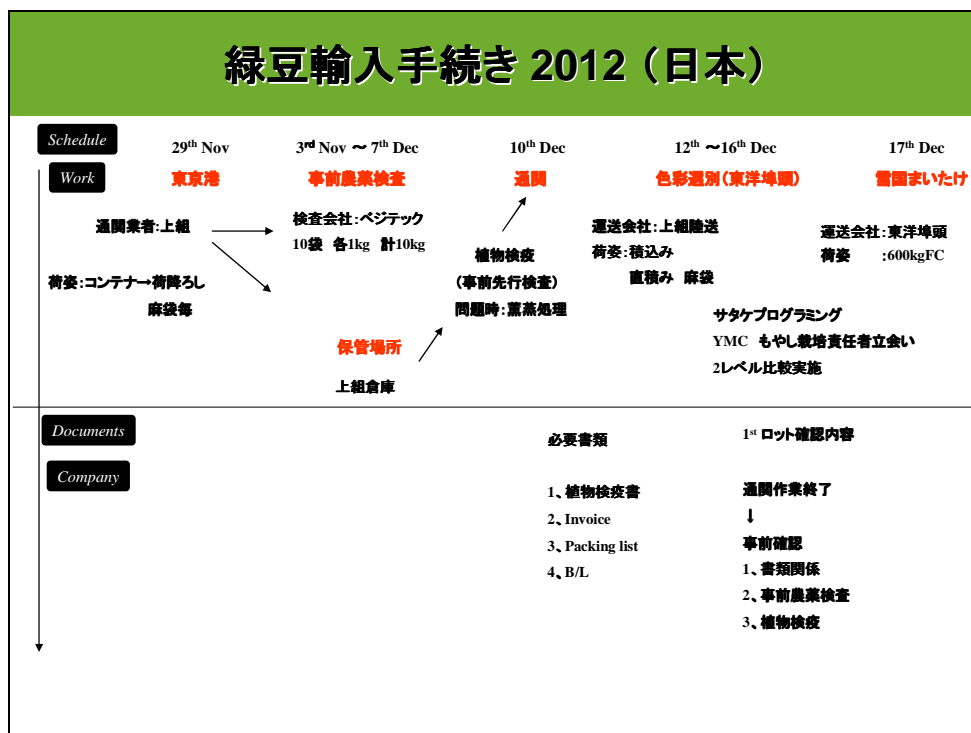 緑豆輸入手続き 2012（日本）
Schedule
29th Nov
3rd Nov ～ 7th Dec
10th Dec
12th ～16th Dec
17th Dec
Work
東京港
事前農薬検査
通関
色彩選別（東洋埠頭）
雪国まいたけ
通関業者：上組
荷姿：コンテナ→荷降ろし
麻袋毎
検査会社：ベジテック
10袋 各1kg 計10kg
保管場所
上組倉庫
植物検疫
（事前先行検査）
問題時：薫蒸処理
運送会社：上組陸送
荷姿：積込み
直積み 麻袋
サタケプログラミング
YMC もやし栽培責任者立会い
2レベル比較実施
運送会社：東洋埠頭
荷姿 ：600kgFC
Documents
Company
必要書類
1、植物検疫書
2、Invoice
3、Packing list
4、B/L
1st ロット確認内容
通関作業終了
↓
事前確認
1、書類関係
2、事前農薬検査
3、植物検疫